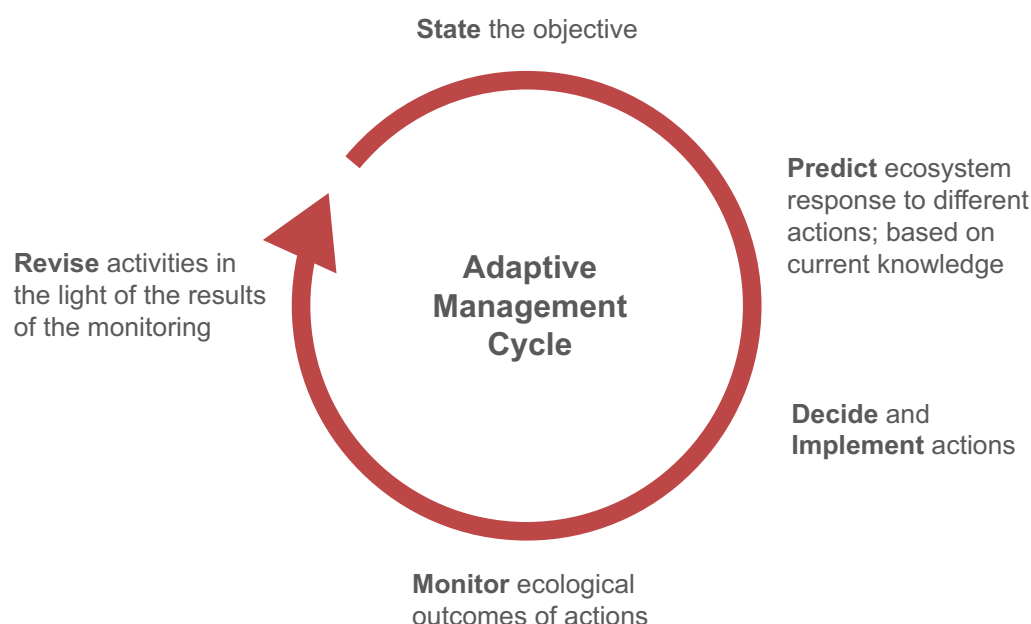 State the objective
Predict ecosystem
response to different
actions; based on
current knowledge
Adaptive
Management
Cycle
Revise activities in
the light of the results
of the monitoring
Decide and
Implement actions
Monitor ecological
outcomes of actions